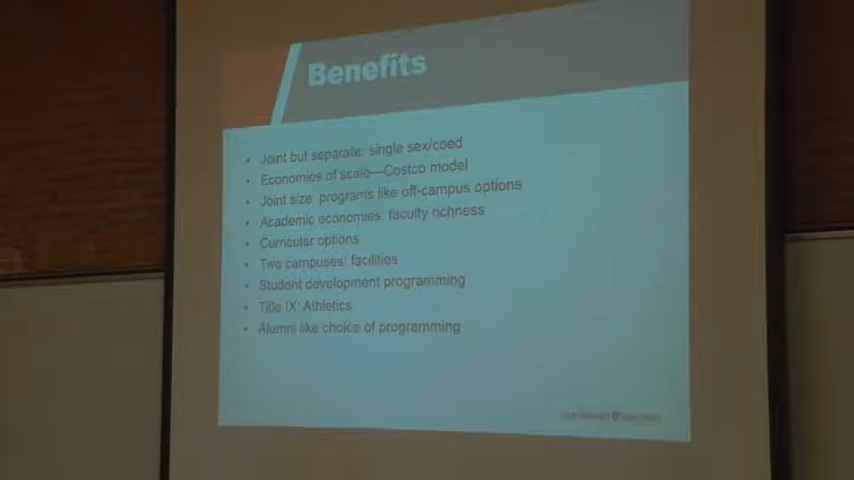 Benefits
• Joint but separate: single sex/coed
• Economies of scale—Costco model
• Joint size: programs like off-campus options
• Academic economies: faculty richness
• Curricular options
• Two campuses: facilities
• Student development programming
• Title IX: Athletics
• Alumni like choice of programming